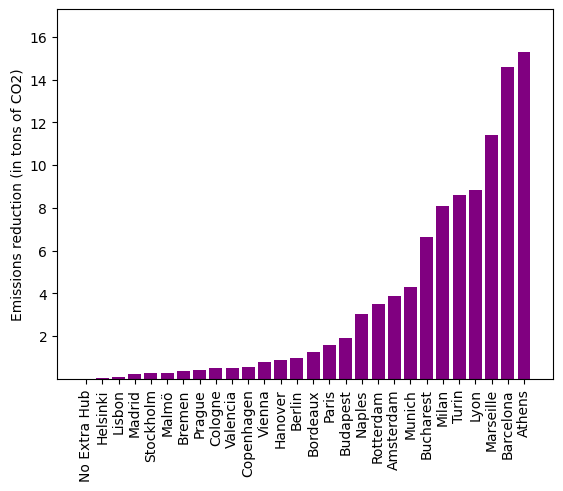 Emissions reduction (in tons of CO2)
16
14
12
10
8
6
4
2
No Extra Hub
Helsinki
Lisbon
Madrid
Stockholm
Malmö
Bremen
Prague
Cologne
Valencia
Copenhagen
Vienna
Hanover
Berlin
Bordeaux
Paris
Budapest
Naples
Rotterdam
Amsterdam
Munich
Bucharest
Milan
Turin
Lyon
Marseille
Barcelona
Athens